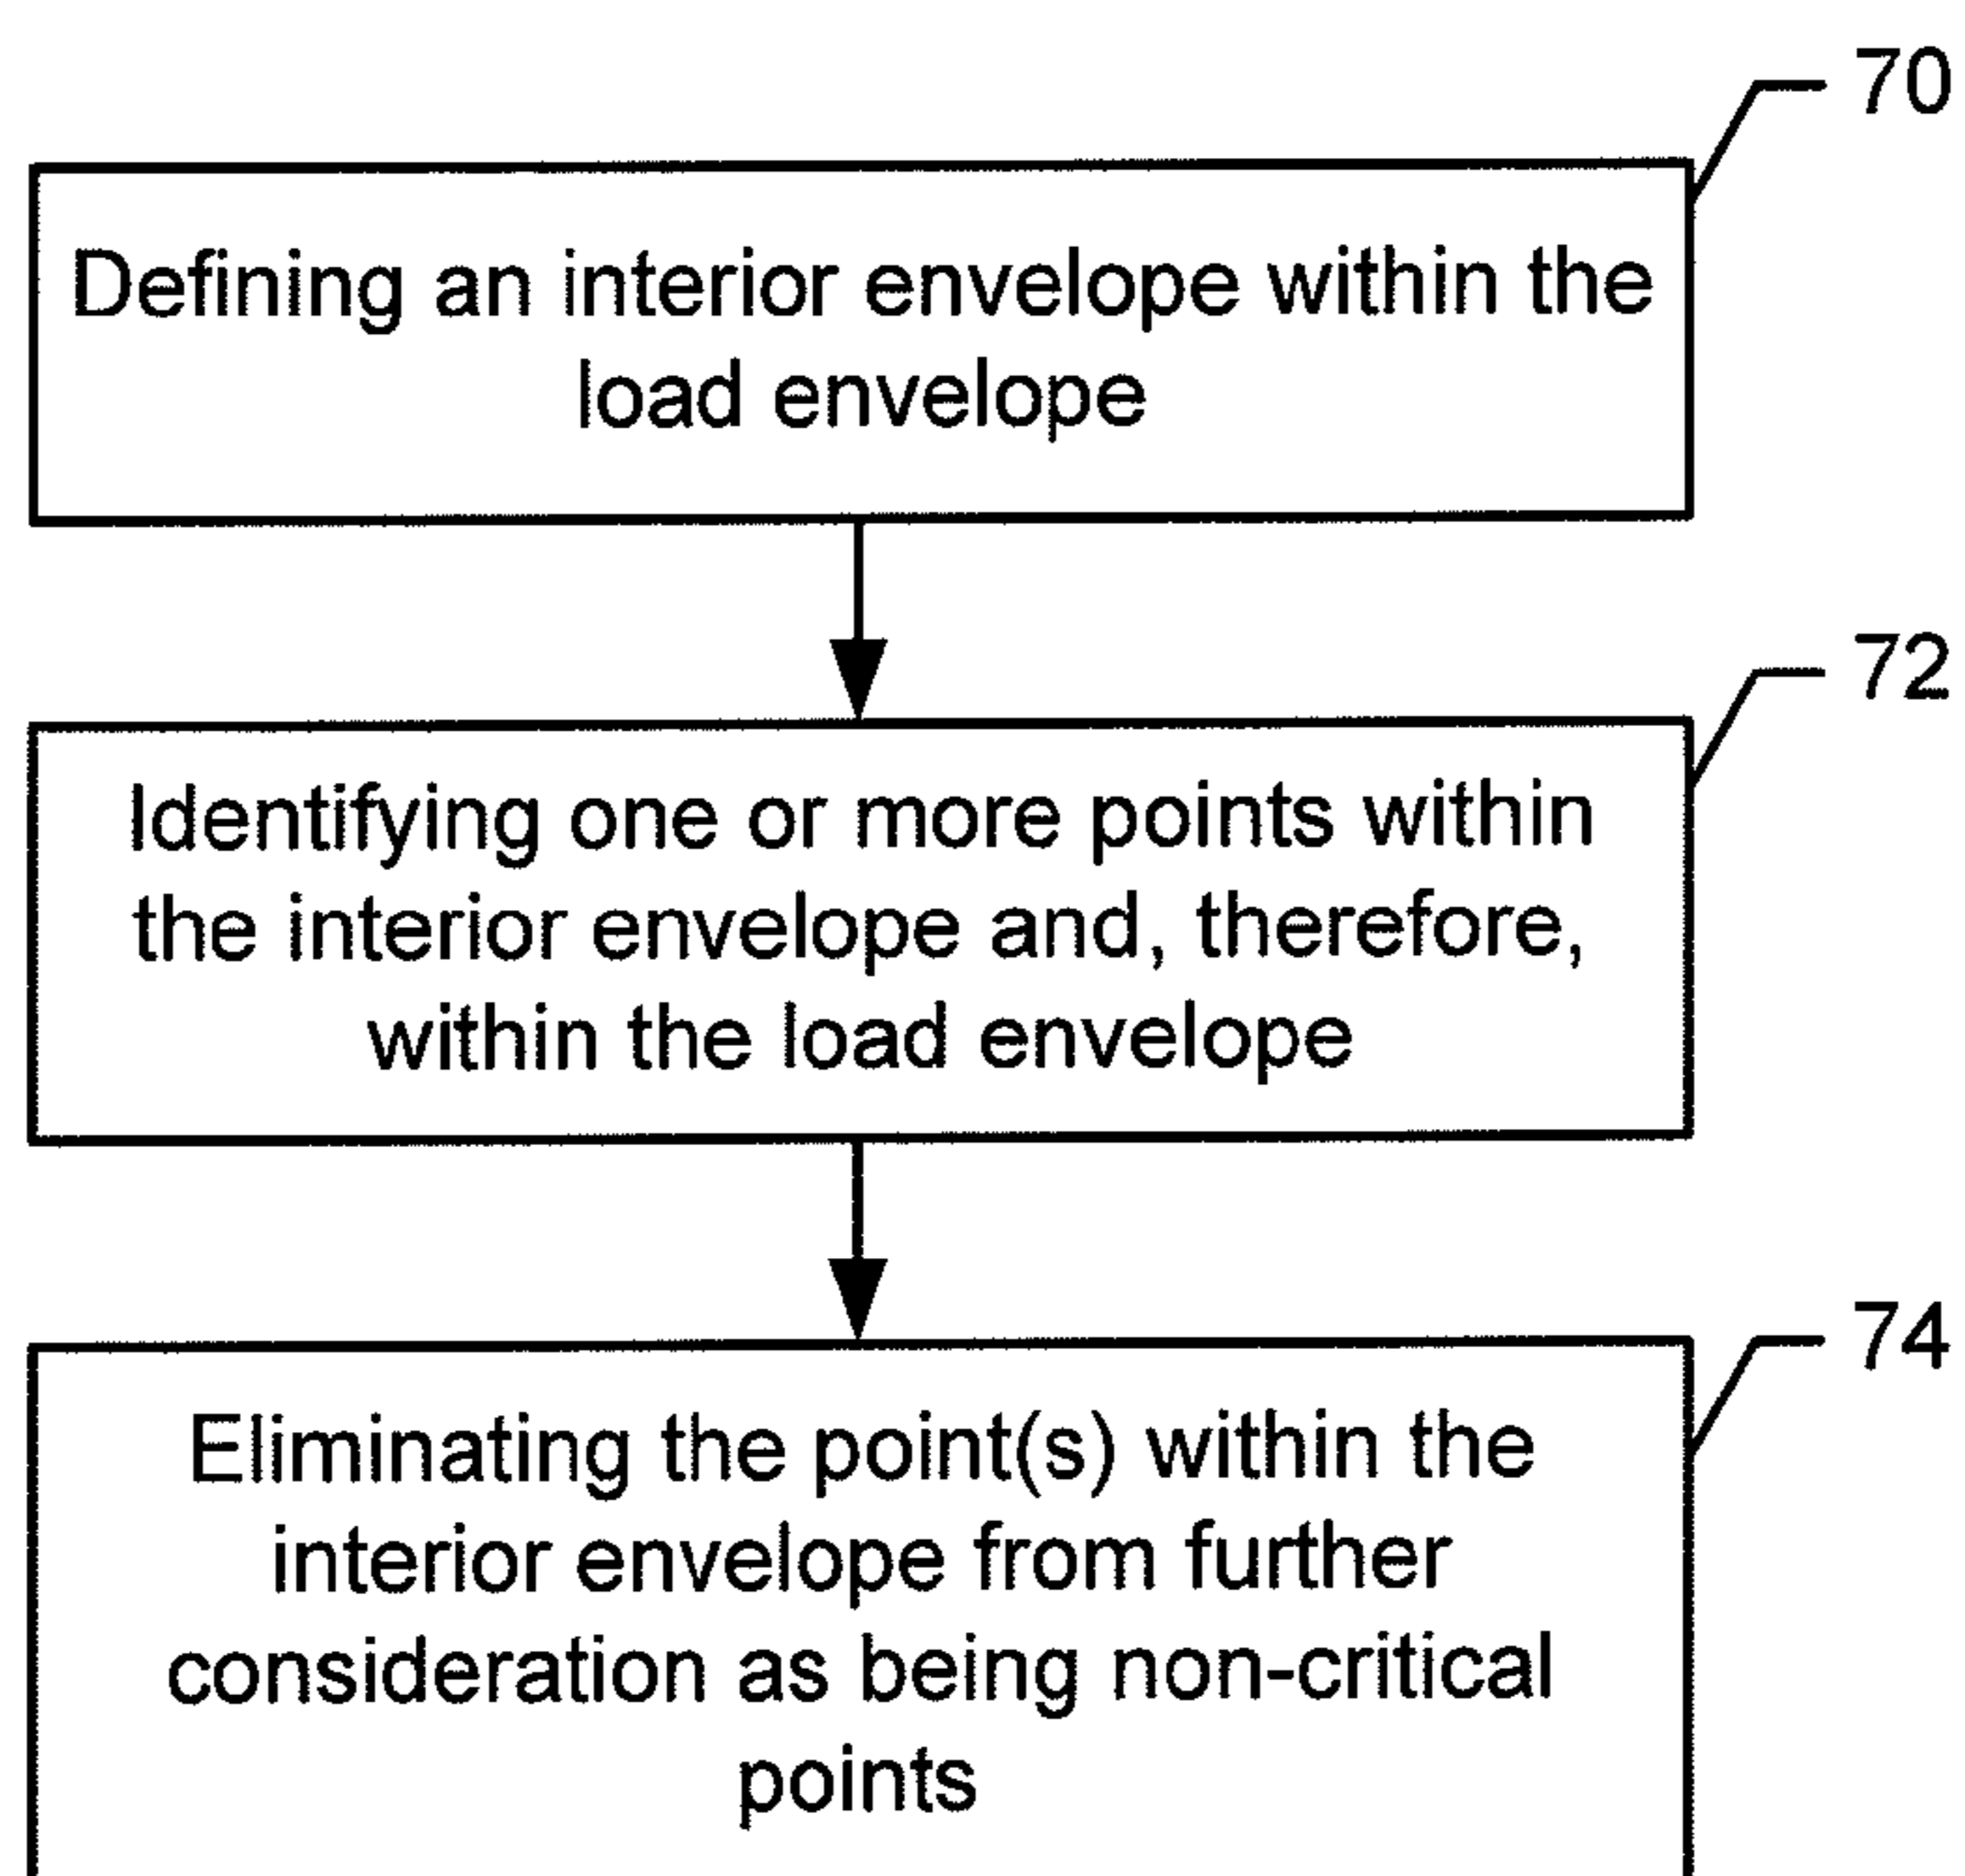 70
Defining an interior envelope within the
load envelope
72
Identifying one or more points within
the interior envelope and, therefore,
within the load envelope
74
Eliminating the point(s) within the
interior envelope from further
consideration as being non-critical
points